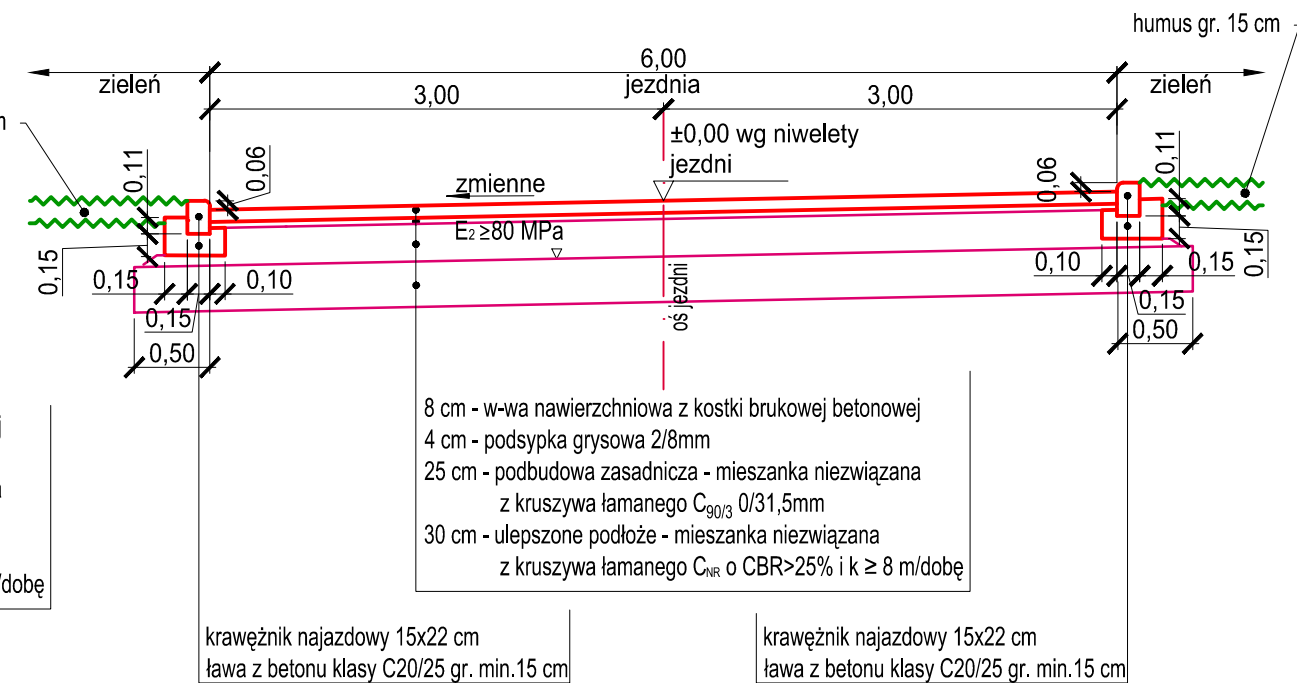 humus gr. 15 cm
6,00
zieleń
jezdnia
zieleń
3,00
3,00
±0,00 wg niwelety
jezdni
0,11
0,06
zmienne
0,06
0,11
E2 ≥80 MPa
0,15
0,15
0,10
0,15
0,50
oś jezdni
0,10
0,15
0,15
0,15
0,50
8 cm - w-wa nawierzchniowa z kostki brukowej betonowej
4 cm - podsypka grysowa 2/8mm
25 cm - podbudowa zasadnicza - mieszanka niezwiązana
z kruszywa łamanego C90/3 0/31,5mm
30 cm - ulepszone podłoże - mieszanka niezwiązana
z kruszywa łamanego CNR o CBR>25% i k ≥ 8 m/dobę
/dobę
krawężnik najazdowy 15x22 cm
ława z betonu klasy C20/25 gr. min.15 cm
krawężnik najazdowy 15x22 cm
ława z betonu klasy C20/25 gr. min.15 cm